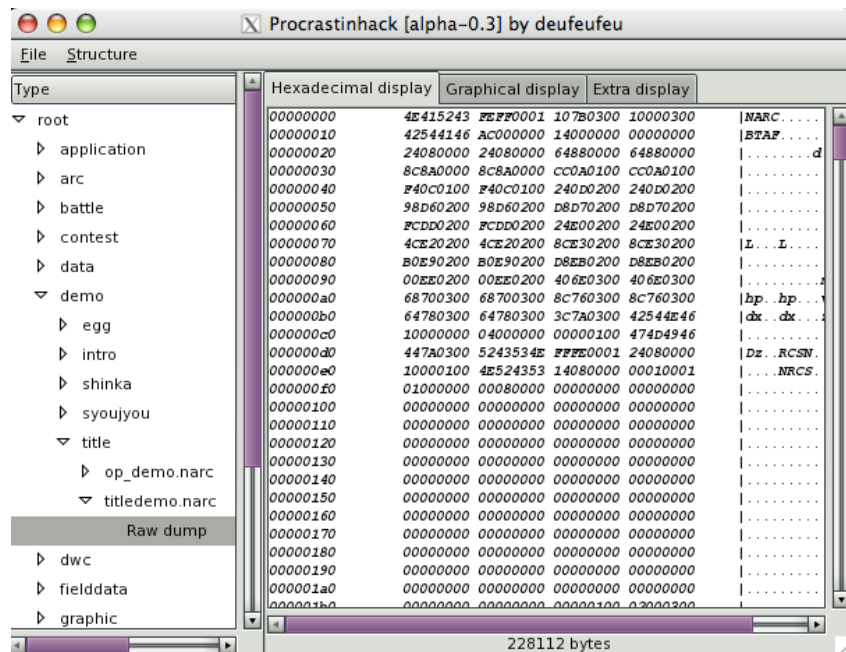 X Procrastinhack [alpha-0.3] by deufeufeu
File Structure
Type
root
application
arc
battle
contest
data
demo
egg
intro
shinka
syoujyou
title
op_demo.narc
titledemo.narc
Raw dump
dwc
fielddata
graphic
Hexadecimal display Graphical display Extra display
00000000 4E415243 FEFF0001 107B0300 10000300 |NARC.....
00000010 42544146 AC000000 14000000 00000000 |BTAF.....
00000020 24080000 24080000 64880000 64880000 |........d
00000030 8C8A0000 8C8A0000 CC0A0100 CC0A0100 |.........
00000040 F40C0100 F40C0100 240D0200 240D0200 |.........
00000050 98D60200 98D60200 D8D70200 D8D70200 |.........
00000060 FCDD0200 FCDD0200 24E00200 24E00200 |.........
00000070 4CE20200 4CE20200 8CE30200 8CE30200 |L...L....
00000080 B0E90200 B0E90200 D8EB0200 D8EB0200 |.........
00000090 00EE0200 00EE0200 406E0300 406E0300 |.........
000000a0 68700300 68700300 8C760300 8C760300 |hp..hp...
000000b0 64780300 64780300 3C7A0300 42544E46 |dx..dx...
000000c0 10000000 04000000 00000100 474D4946 |.........
000000d0 447A0300 5243534E FFFE0001 24080000 |Dz..RCSN.
000000e0 10000100 4E524353 14080000 00010001 |....NRCS.
000000f0 01000000 00080000 00000000 00000000 |.........
00000100 00000000 00000000 00000000 00000000 |.........
00000110 00000000 00000000 00000000 00000000 |.........
00000120 00000000 00000000 00000000 00000000 |.........
00000130 00000000 00000000 00000000 00000000 |.........
00000140 00000000 00000000 00000000 00000000 |.........
00000150 00000000 00000000 00000000 00000000 |.........
00000160 00000000 00000000 00000000 00000000 |.........
00000170 00000000 00000000 00000000 00000000 |.........
00000180 00000000 00000000 00000000 00000000 |.........
00000190 00000000 00000000 00000000 00000000 |.........
000001a0 00000000 00000000 00000000 00000000 |.........
000001b0 00000000 00000000 00000100 03000300
228112 bytes